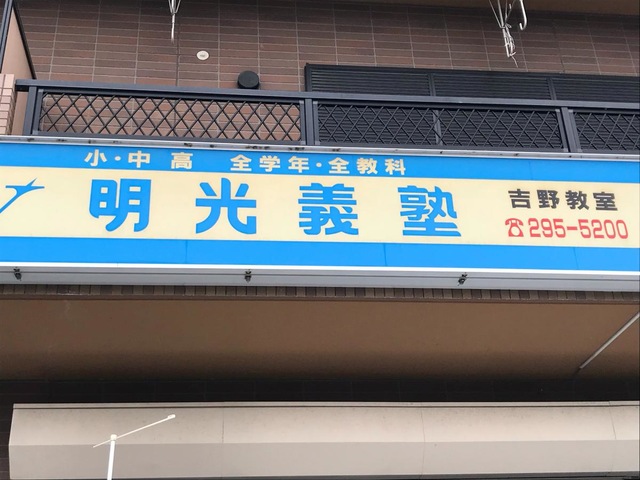 小・中 高 全学年・全教科
明光義塾
吉野教室
☎295-5200